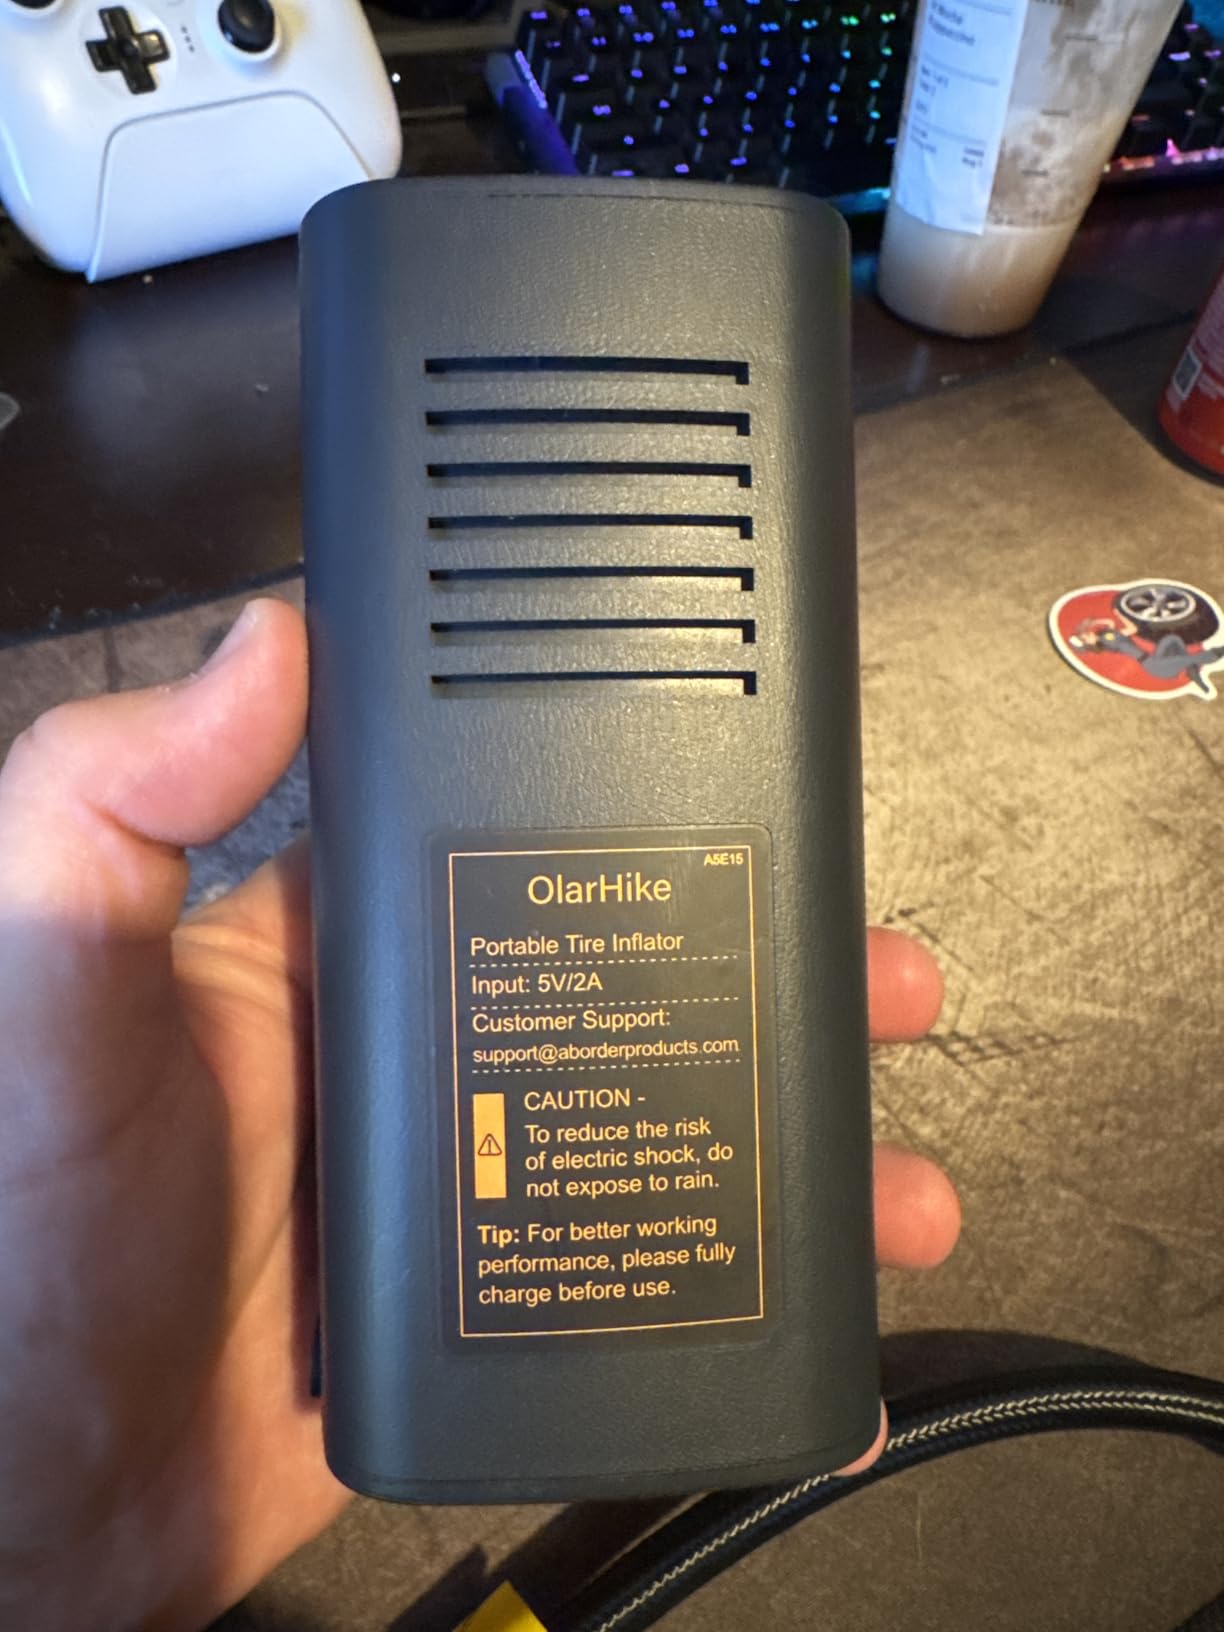 A5E15
OlarHike
Portable Tire Inflator
Input: 5V/2A
Customer Support:
support@aborderproducts.com
CAUTION -
To reduce the risk
of electric shock, do
not expose to rain.
Tip: For better working
performance, please fully
charge before use.